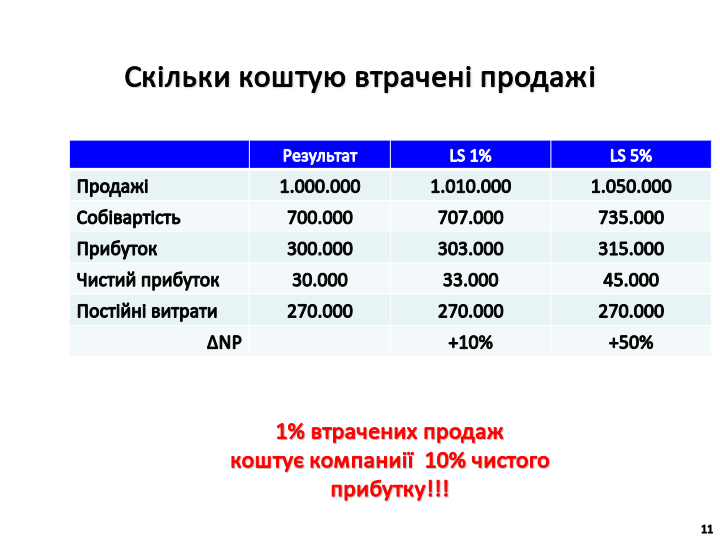 Скільки коштую втрачені продажі
Результат LS 1% LS 5%
Продажі 1.000.000 1.010.000 1.050.000
Собівартість 700.000 707.000 735.000
Прибуток 300.000 303.000 315.000
Чистий прибуток 30.000 33.000 45.000
Постійні витрати 270.000 270.000 270.000
ΔNP +10% +50%
1% втрачених продаж
коштує компаниії 10% чистого
прибутку!!!
11